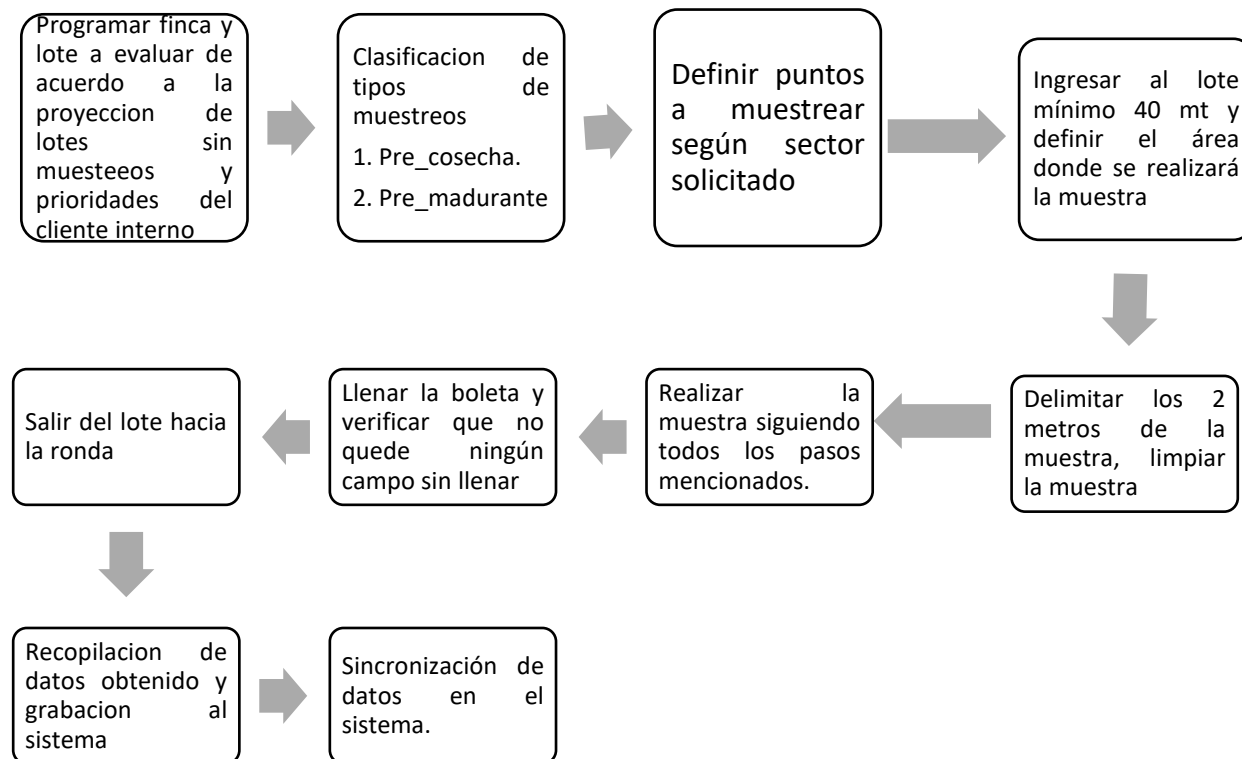 Programar finca y
lote a evaluar de
acuerdo a la
proyeccion de
lotes sin
muesteeos y
prioridades del
cliente interno
Clasificacion de
tipos de
muestreos
1. Pre_cosecha.
2. Pre_madurante
Definir puntos
a muestrear
según sector
solicitado
Ingresar al lote
mínimo 40 mt y
definir el área
donde se realizará
la muestra
Delimitar los 2
metros de la
muestra, limpiar
la muestra
Realizar la
muestra siguiendo
todos los pasos
mencionados.
Llenar la boleta y
verificar que no
quede ningún
campo sin llenar
Salir del lote hacia
la ronda
Recopilacion de
datos obtenido y
grabacion al
sistema
Sincronización de
datos en el
sistema.